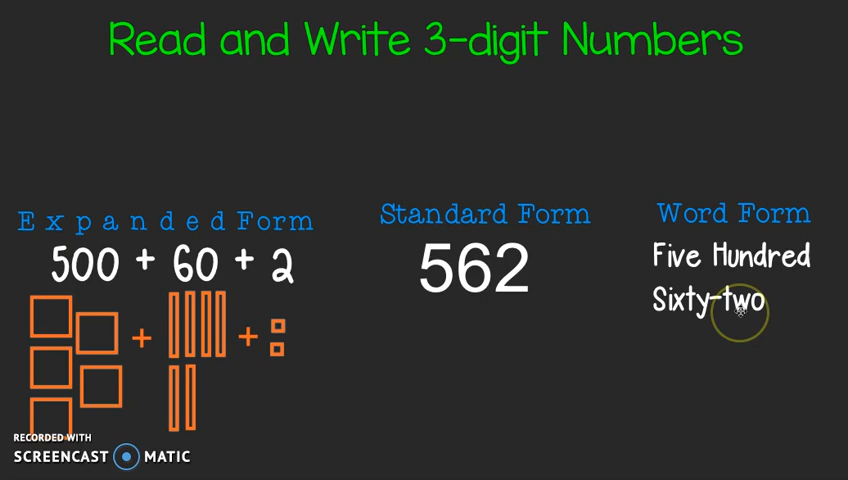 Read and Write 3-digit Numbers
Expanded Form
500 + 60 + 2
+ +
Standard Form
562
Word Form
Five Hundred
Sixty-two
RECORDED WITH
SCREENCAST MATIC